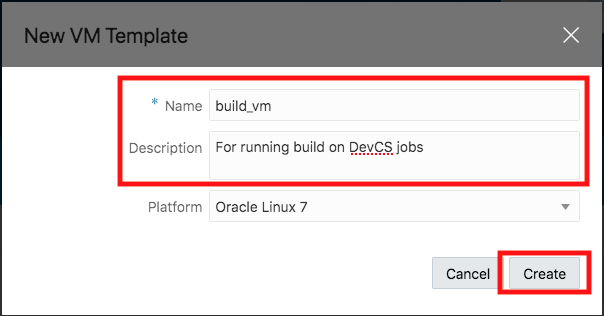 New VM Template
* Name build_vm
Description For running build on DevCS jobs
Platform Oracle Linux 7
Cancel Create